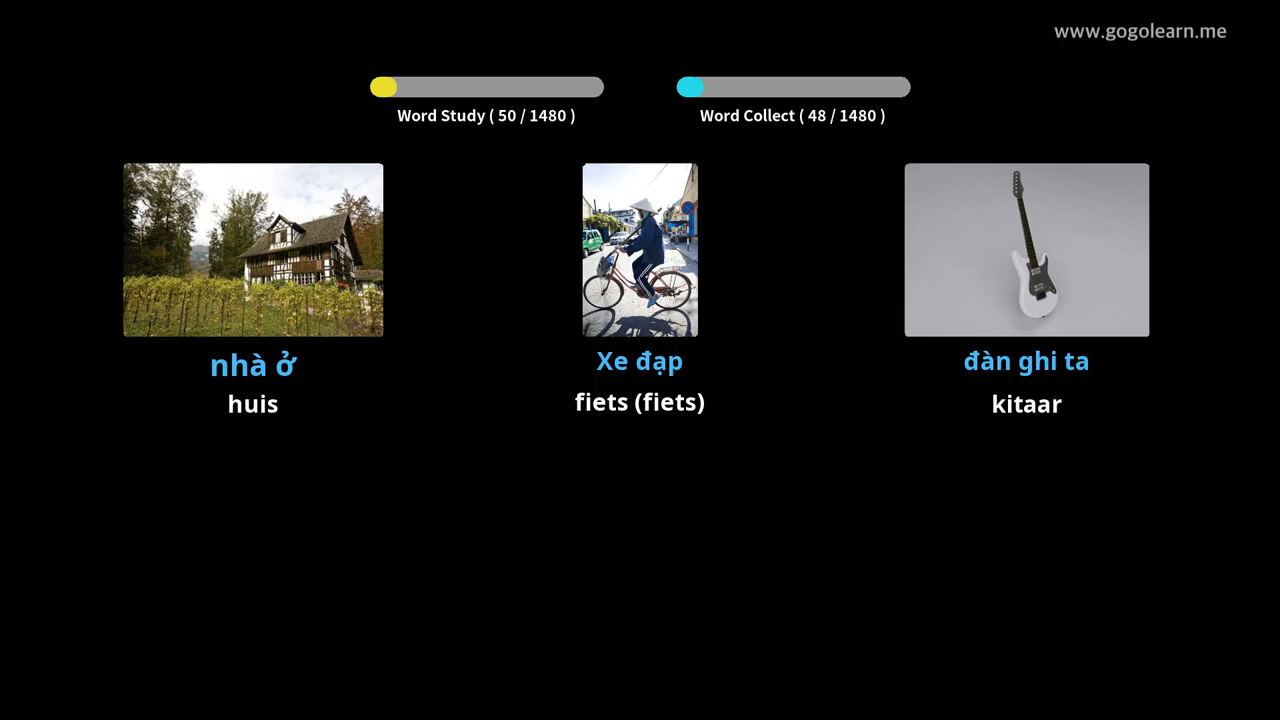 www.gogolearn.me
Word Study ( 50 / 1480 )
Word Collect ( 48 / 1480 )
nhà ở
huis
Xe đạp
fiets (fiets)
đàn ghi ta
kitaar